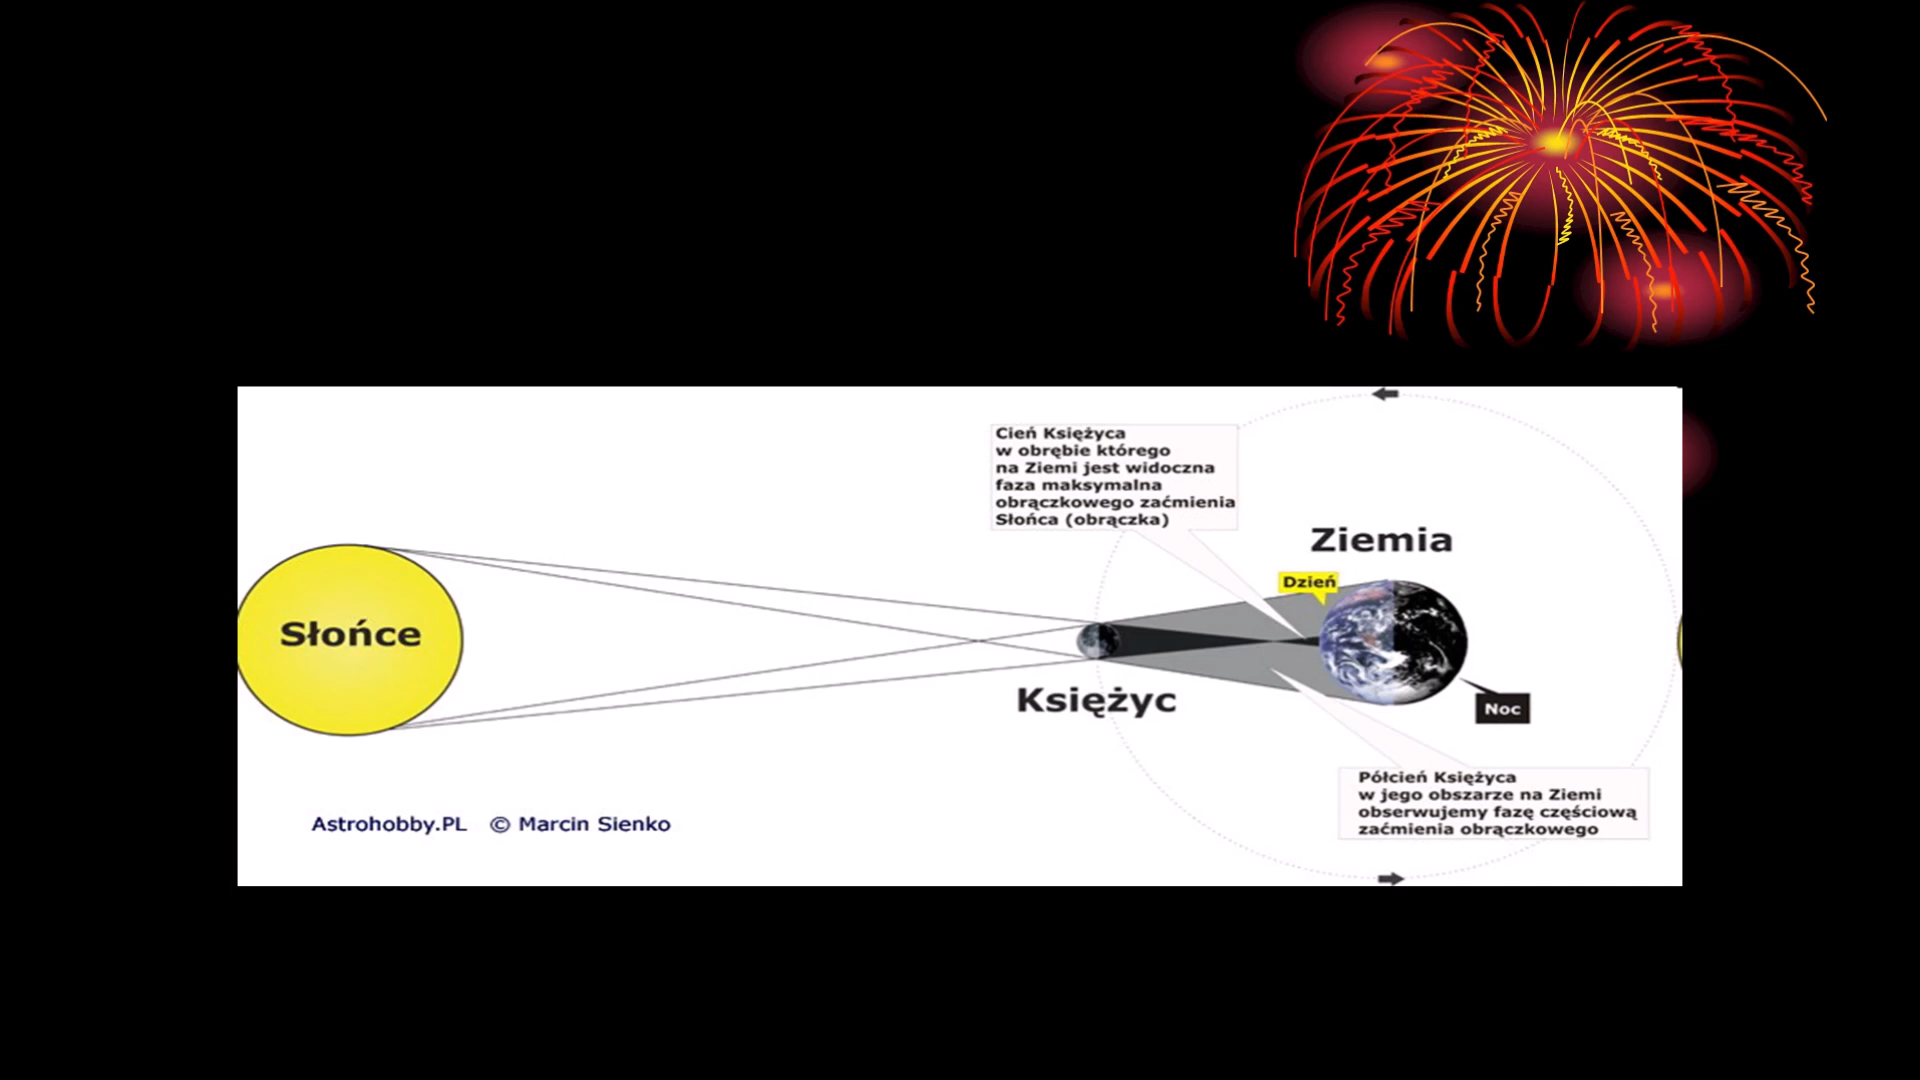 Cień Księżyca
w obrębie którego
na Ziemi jest widoczna
faza maksymalna
obrączkowego zaćmienia
Słońca (obrączka)
Ziemia
Dzień
Słońce
Księżyc
Noc
Półcień Księżyca
w jego obszarze na Ziemi
obserwujemy fazę częściową
zaćmienia obrączkowego
Astrohobby.PL © Marcin Sienko